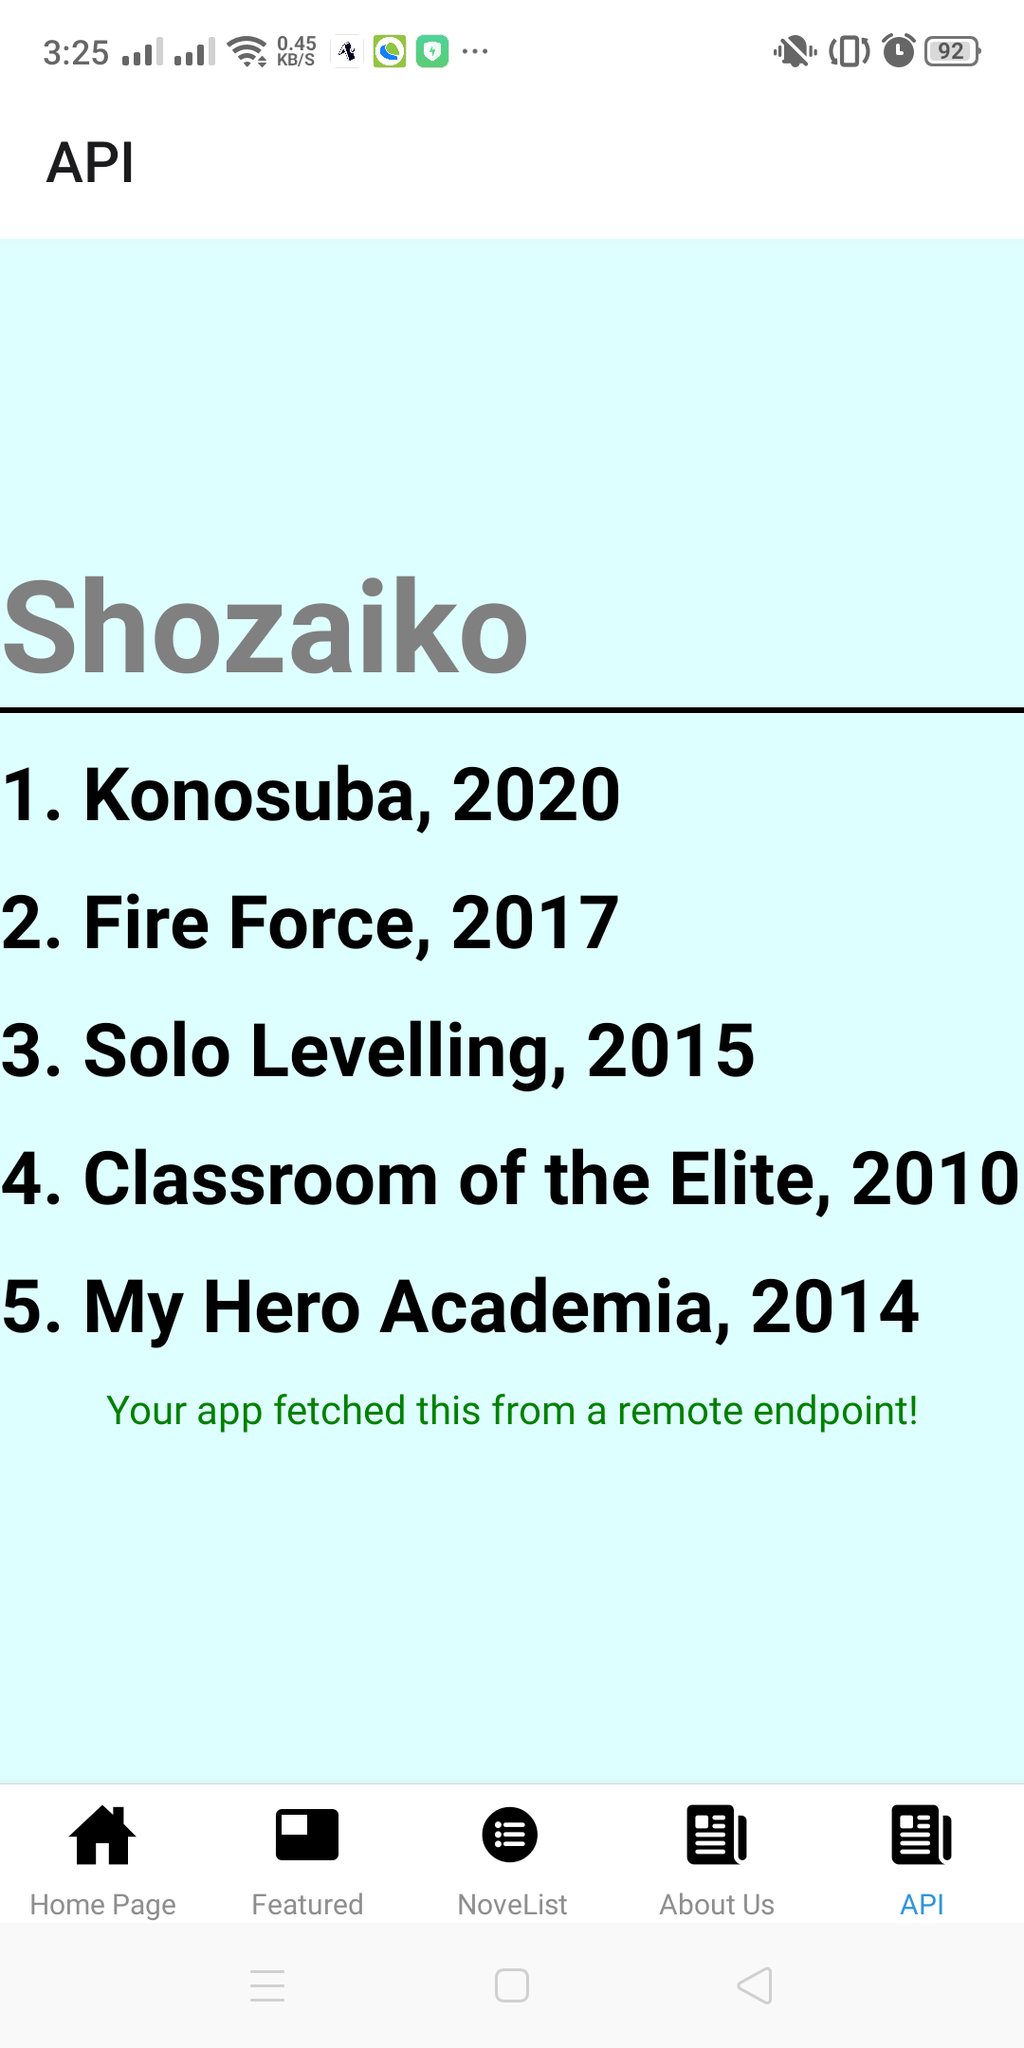 3:25 0.45 KB/S 92
API
Shozaiko
1. Konosuba, 2020
2. Fire Force, 2017
3. Solo Levelling, 2015
4. Classroom of the Elite, 2010
5. My Hero Academia, 2014
Your app fetched this from a remote endpoint!
Home Page Featured NoveList About Us API